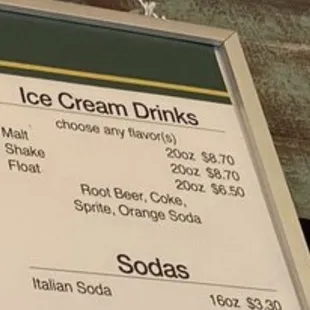 Ice Cream Drinks
choose any flavor(s)
Malt 20oz $8.70
Shake 20oz $8.70
Float 20oz $6.50
Root Beer, Coke,
Sprite, Orange Soda
Sodas
Italian Soda 16oz $3.30